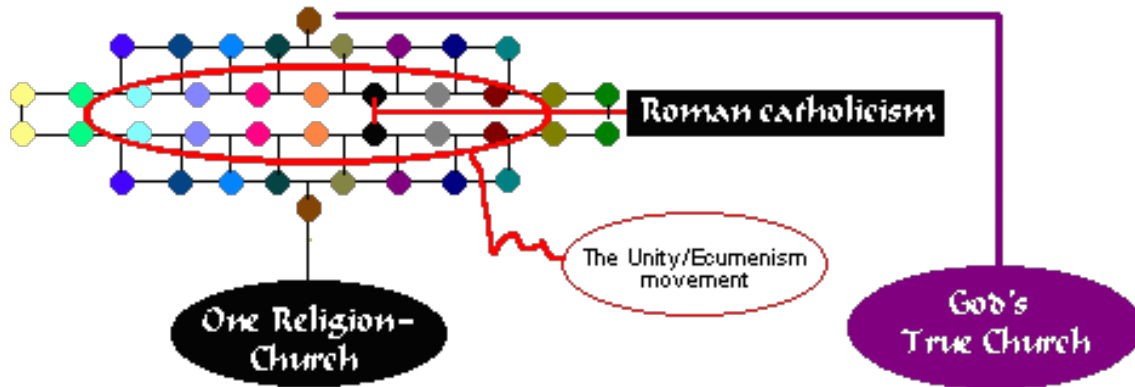 Roman catholicism
The Unity/Ecumenism
movement
One Religion-
Church
God's
True Church